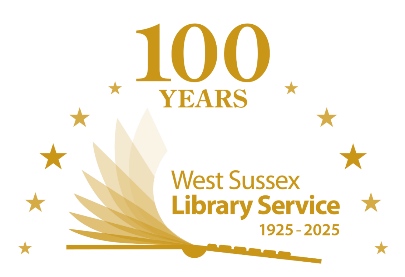 100
YEARS
West Sussex
Library Service
1925 - 2025